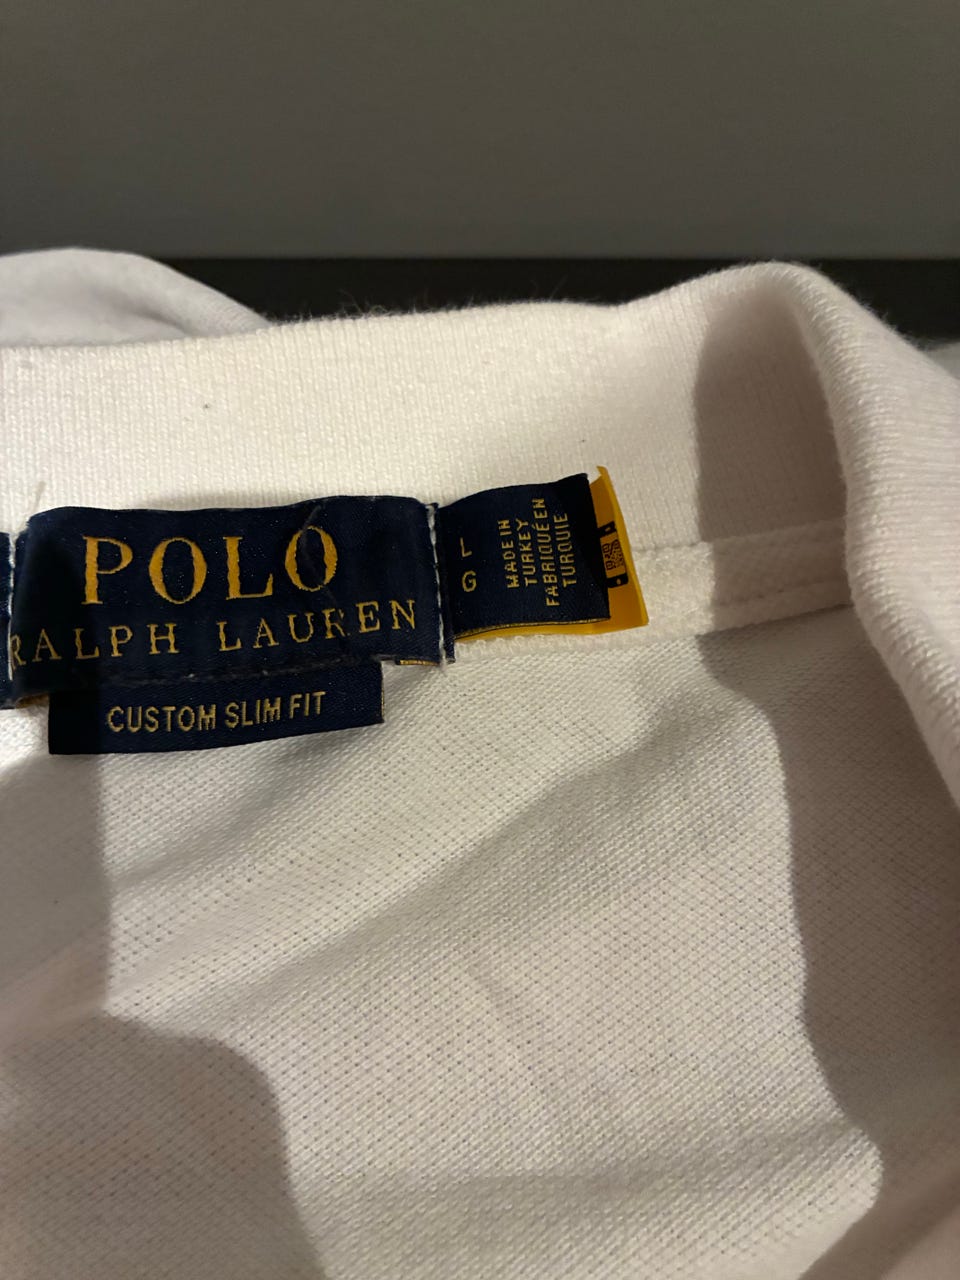 POLO
RALPH LAUREN
CUSTOM SLIM FIT
L
G
MADE IN
TURKEY
FABRIQUÉ EN
TURQUIE